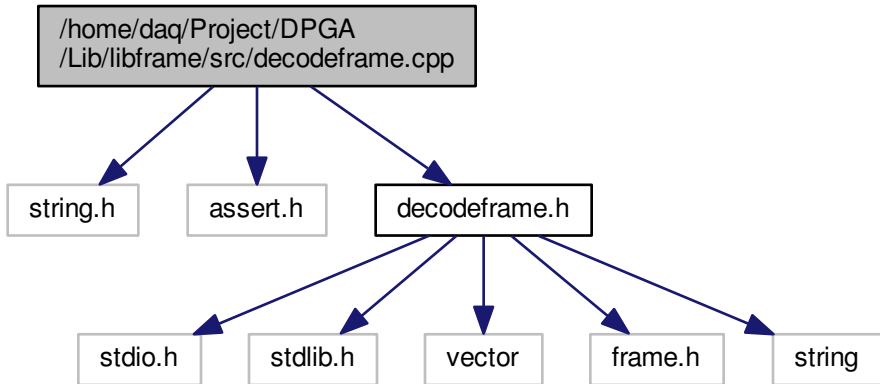 /home/daq/Project/DPGA
/Lib/libframe/src/decodeframe.cpp
string.h
assert.h
decodeframe.h
stdio.h
stdlib.h
vector
frame.h
string